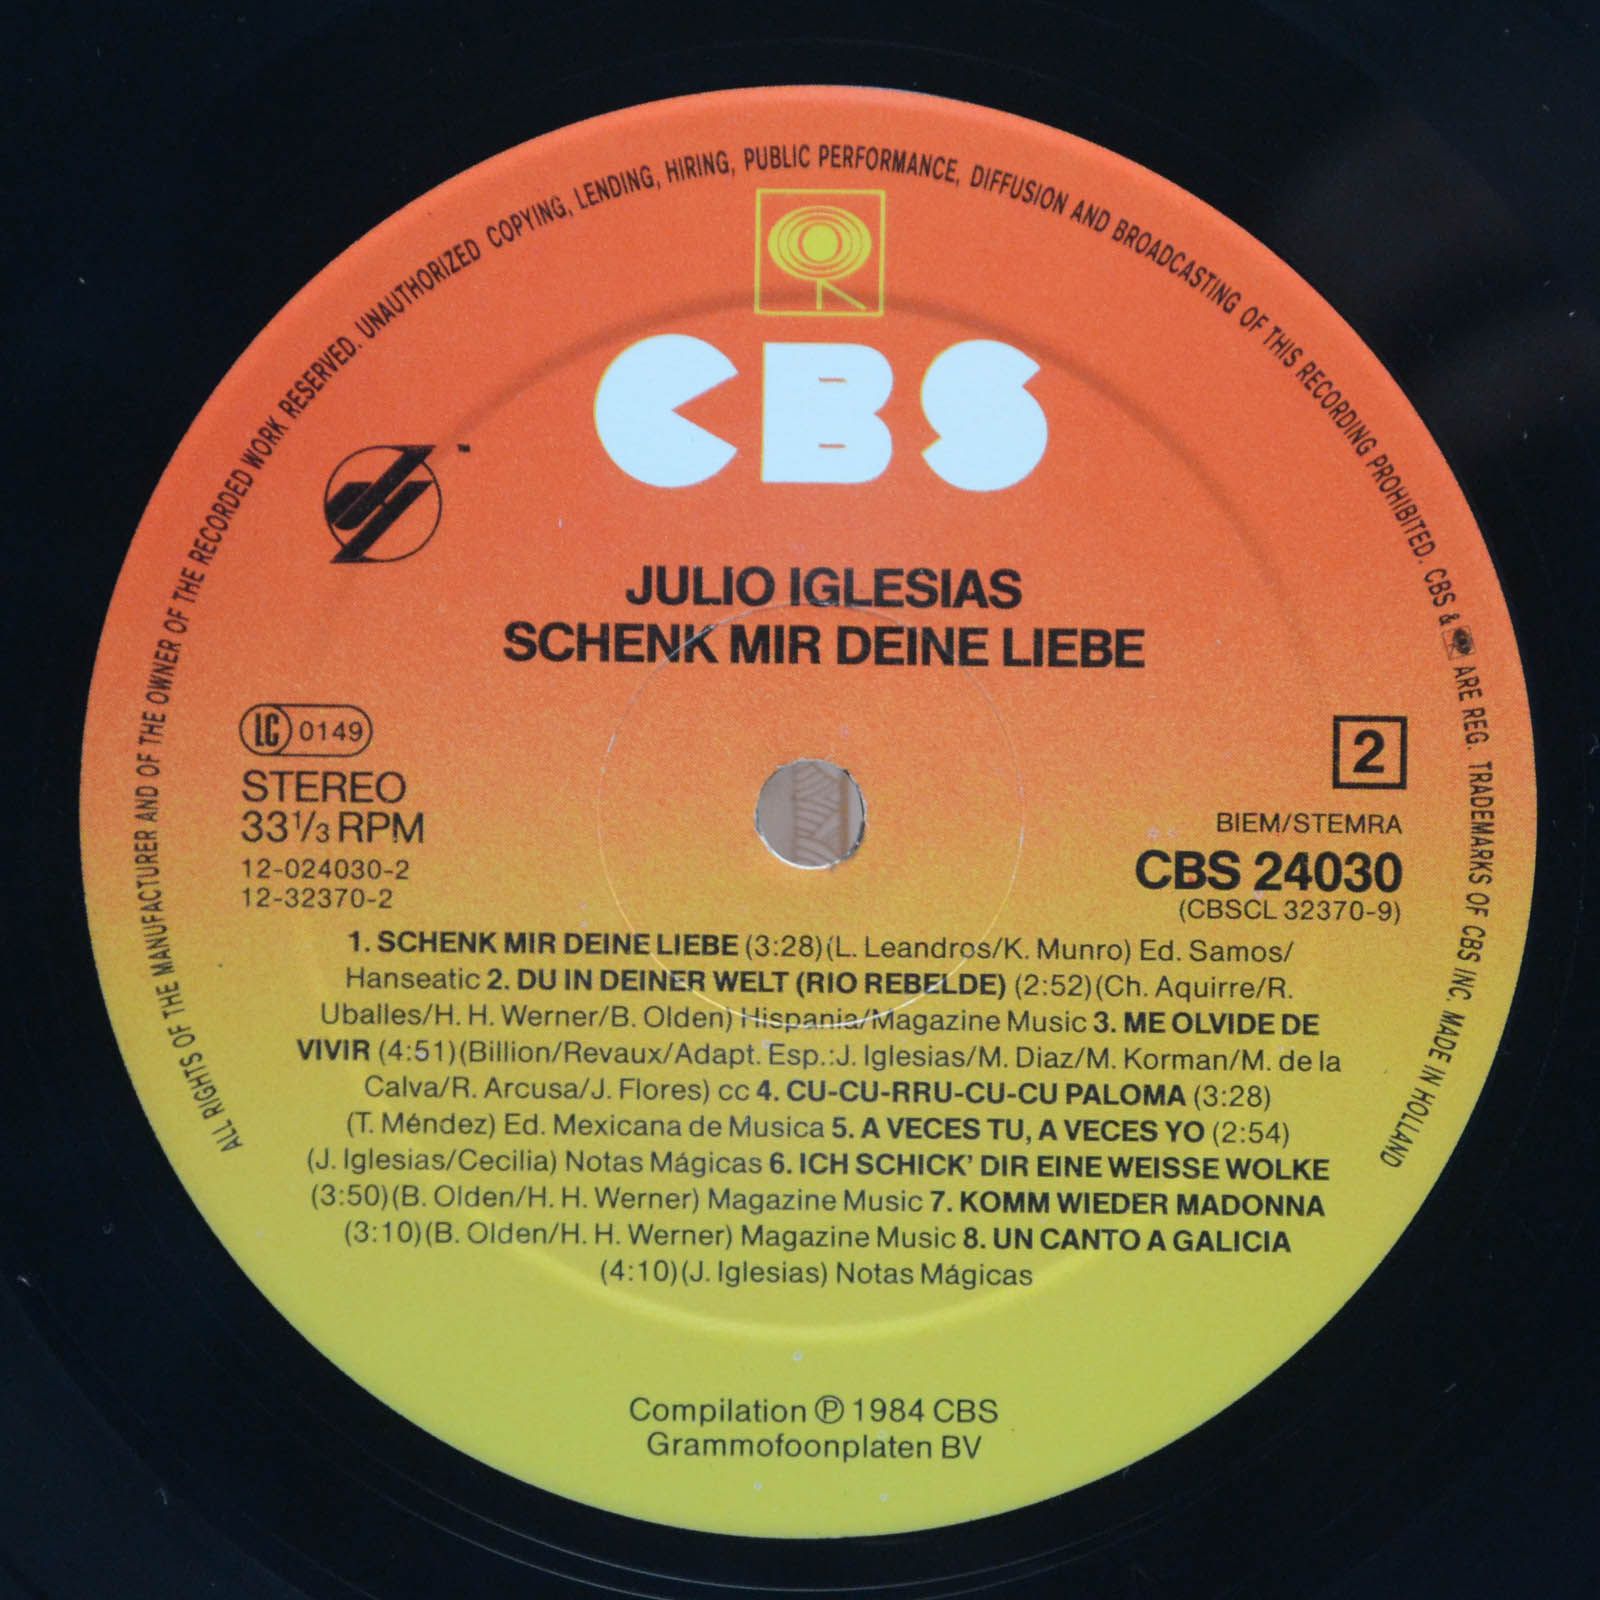 ALL RIGHTS OF THE MANUFACTURER AND OF THE OWNER OF THE RECORDED WORK RESERVED. UNAUTHORIZED COPYING, LENDING, HIRING, PUBLIC PERFORMANCE, DIFFUSION AND BROADCASTING OF THIS RECORDING PROHIBITED. CBS & ARE REG. TRADEMARKS OF CBS INC. MADE IN HOLLAND
CBS
™
JULIO IGLESIAS
SCHENK MIR DEINE LIEBE
LC 0149
STEREO
33 1/3 RPM
12-024030-2
12-32370-2
2
BIEM/STEMRA
CBS 24030
(CBSCL 32370-9)
1. SCHENK MIR DEINE LIEBE (3:28)(L. Leandros/K. Munro) Ed. Samos/
Hanseatic 2. DU IN DEINER WELT (RIO REBELDE) (2:52)(Ch. Aquirre/R.
Uballes/H. H. Werner/B. Olden) Hispania/Magazine Music 3. ME OLVIDE DE
VIVIR (4:51)(Billion/Revaux/Adapt. Esp.:J. Iglesias/M. Diaz/M. Korman/M. de la
Calva/R. Arcusa/J. Flores) cc 4. CU-CU-RRU-CU-CU PALOMA (3:28)
(T. Méndez) Ed. Mexicana de Musica 5. A VECES TU, A VECES YO (2:54)
(J. Iglesias/Cecilia) Notas Mágicas 6. ICH SCHICK' DIR EINE WEISSE WOLKE
(3:50)(B. Olden/H. H. Werner) Magazine Music 7. KOMM WIEDER MADONNA
(3:10)(B. Olden/H. H. Werner) Magazine Music 8. UN CANTO A GALICIA
(4:10)(J. Iglesias) Notas Mágicas
Compilation ℗ 1984 CBS
Grammofoonplaten BV